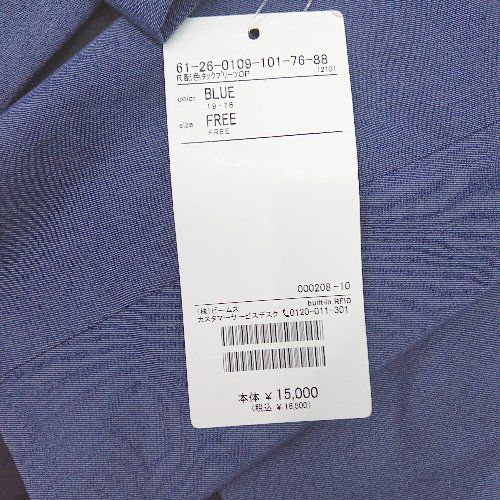 61-26-0109-101-76-88
R配色タックプリーツOP 12101
color: BLUE
19-76
size: FREE
FREE
000208-10
built-in RFID
(株)ビームス
カスタマーサービスデスク 0120-011-301
本体 ¥ 15,000
(税込 ¥ 16,500)